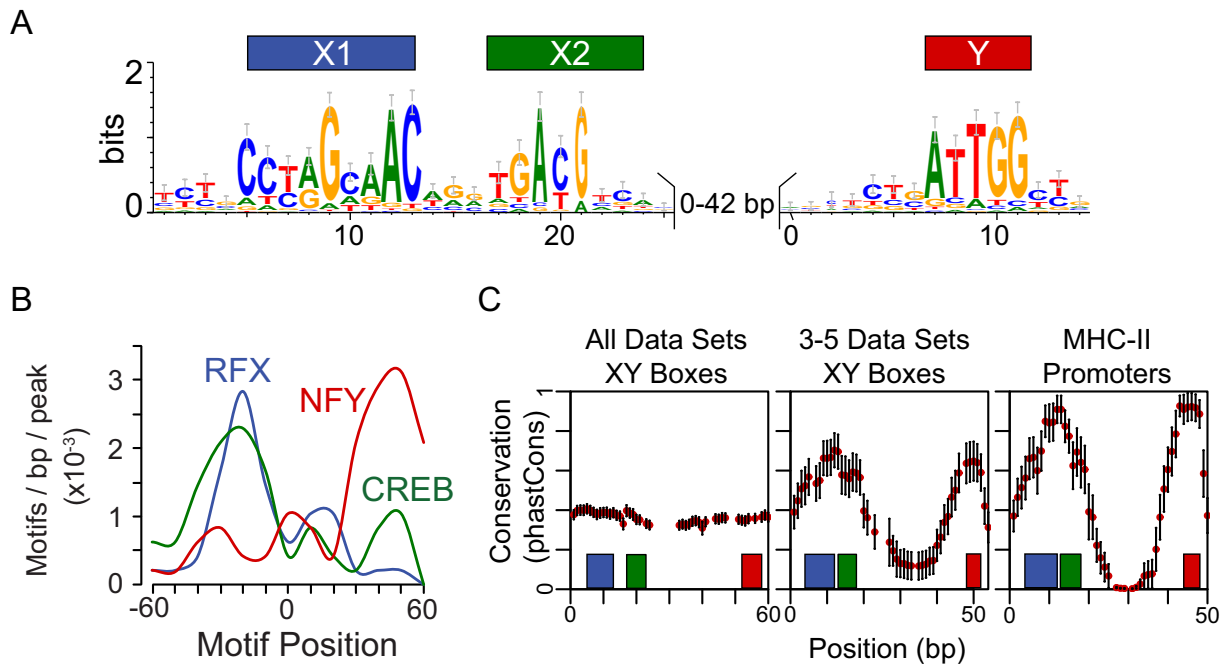 A
X1 X2 Y
2
bits
0
0-42 bp
10 20 0 10
B
3
2
1
0
Motifs / bp / peak
(x10-3)
RFX
NFY
CREB
-60 0 60
Motif Position
C
All Data Sets
XY Boxes
3-5 Data Sets
XY Boxes
MHC-II
Promoters
1
0
Conservation
(phastCons)
0 60 0 50 0 50
Position (bp)